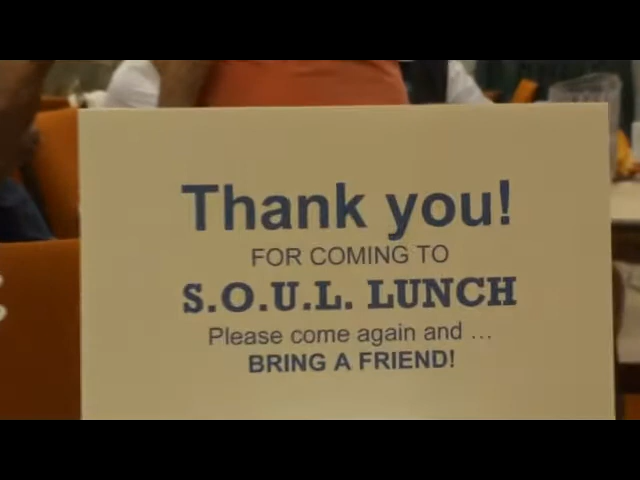 Thank you!
FOR COMING TO
S.O.U.L. LUNCH
Please come again and ...
BRING A FRIEND!